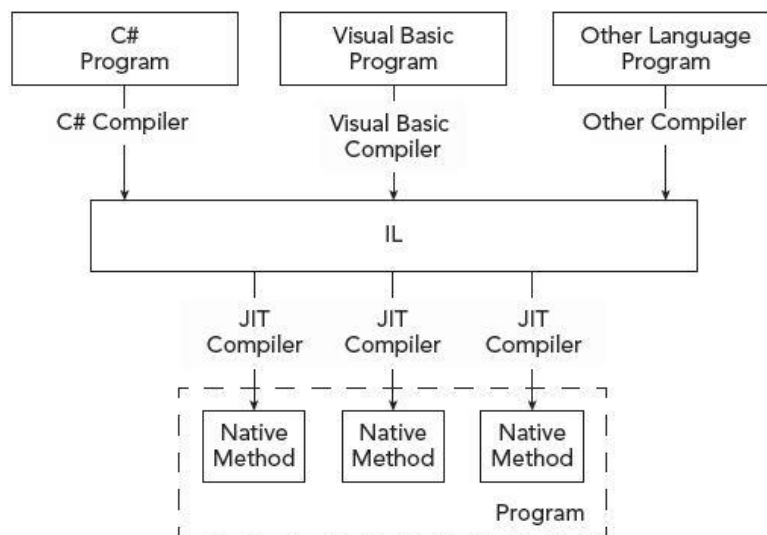 C#
Program
Visual Basic
Program
Other Language
Program
C# Compiler
Visual Basic
Compiler
Other Compiler
IL
JIT
Compiler
JIT
Compiler
JIT
Compiler
Native
Method
Native
Method
Native
Method
Program